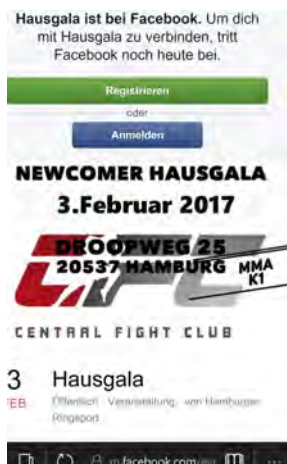 Hausgala ist bei Facebook. Um dich
mit Hausgala zu verbinden, tritt
Facebook noch heute bei.
Registrieren
oder
Anmelden
NEWCOMER HAUSGALA
3.Februar 2017
DROOPWEG 25
20537 HAMBURG
MMA
K1
CFC
CENTRAL FIGHT CLUB
3
FEB
Hausgala
Öffentlich · Veranstaltung · von Hamburger
Ringsport
m.facebook.com